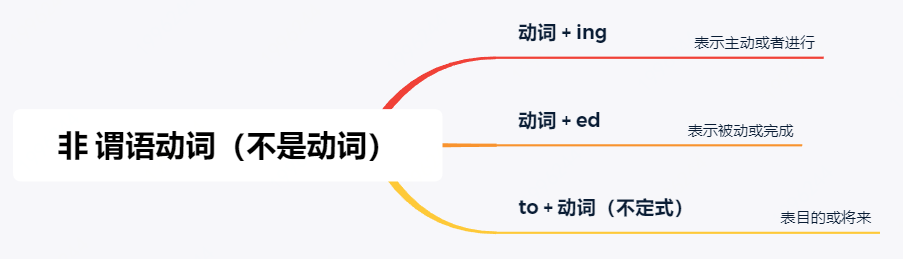 动词 + ing
表示主动或者进行
非 谓语动词（不是动词）
动词 + ed
表示被动或完成
to + 动词（不定式）
表目的或将来